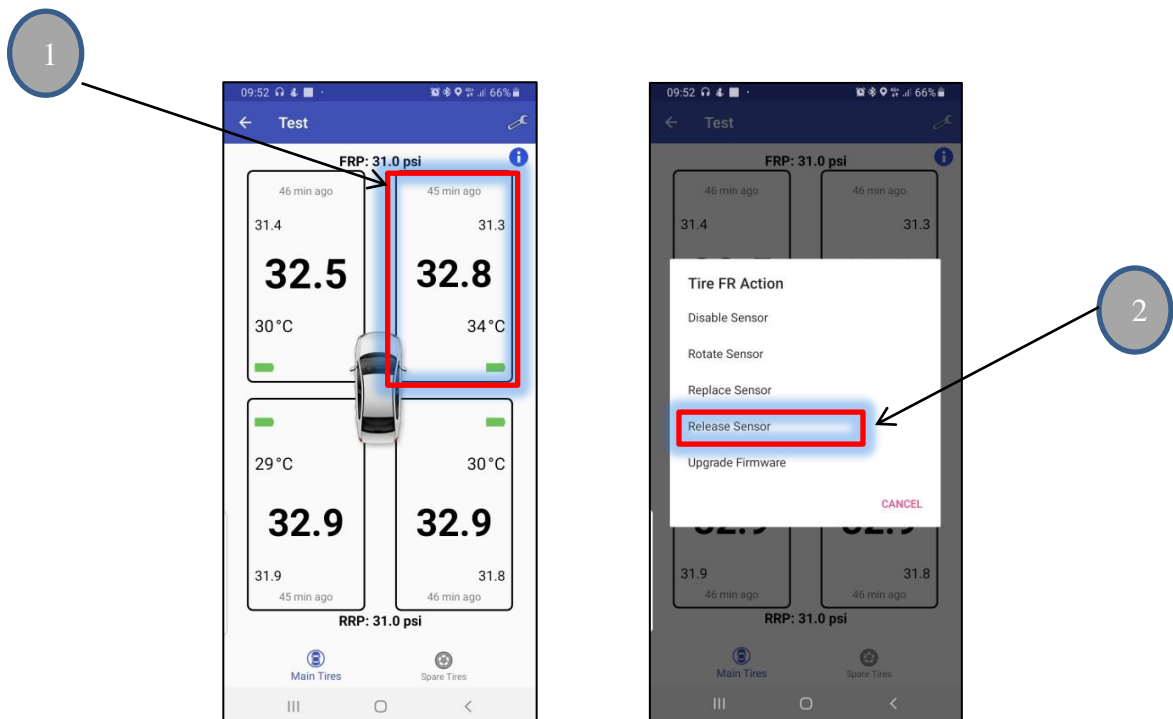 1
09:52 66%
Test
FRP: 31.0 psi
46 min ago 45 min ago
31.4 31.3
32.5 32.8
30°C 34°C
29°C 30°C
32.9 32.9
31.9 31.8
45 min ago 46 min ago
RRP: 31.0 psi
Main Tires Spare Tires
2
09:52 66%
Test
FRP: 31.0 psi
46 min ago 46 min ago
31.4 31.3
Tire FR Action
Disable Sensor
Rotate Sensor
Replace Sensor
Release Sensor
Upgrade Firmware
CANCEL
31.9 31.8
46 min ago 46 min ago
RRP: 31.0 psi
Main Tires Spare Tires